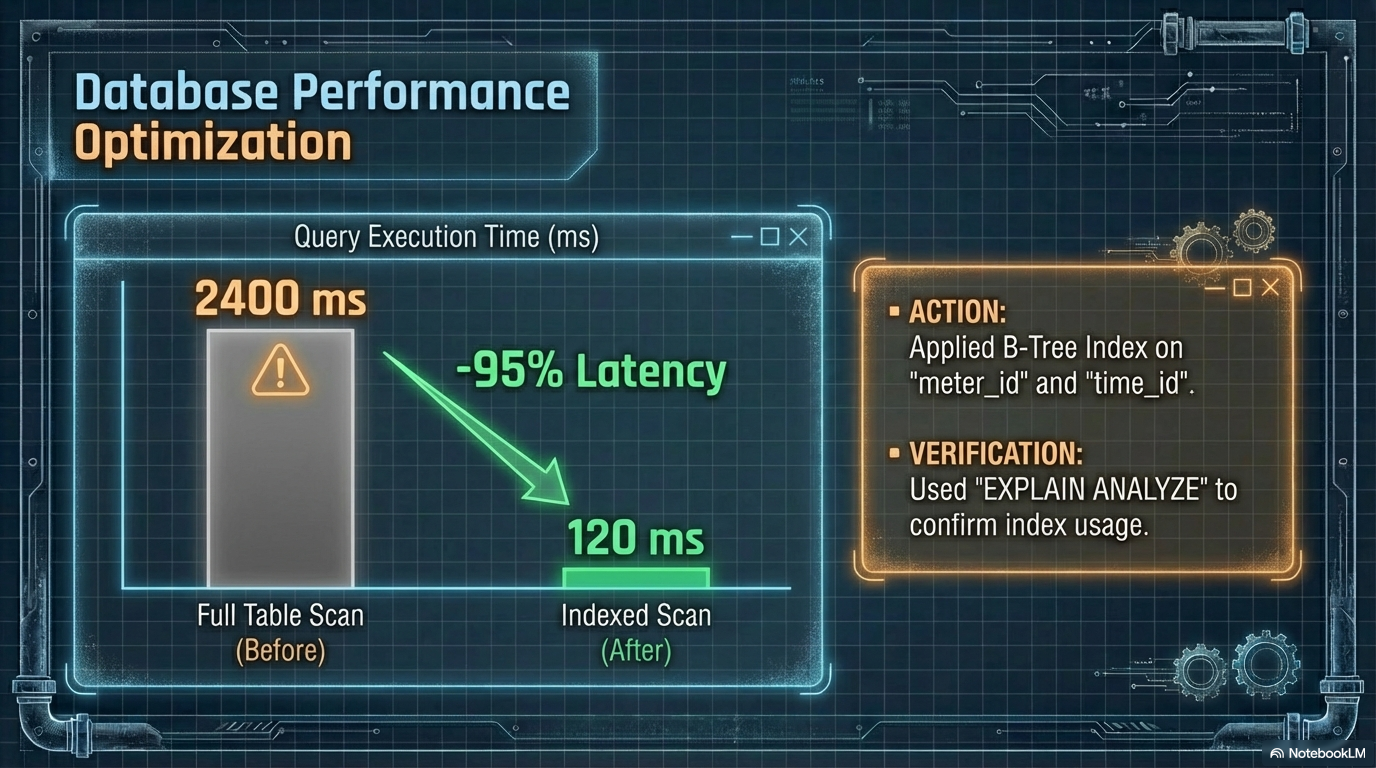 Database Performance
Optimization
Query Execution Time (ms)
2400 ms
-95% Latency
120 ms
Full Table Scan
(Before)
Indexed Scan
(After)
▪ ACTION:
Applied B-Tree Index on
"meter_id" and "time_id".
▪ VERIFICATION:
Used "EXPLAIN ANALYZE" to
confirm index usage.
NotebookLM